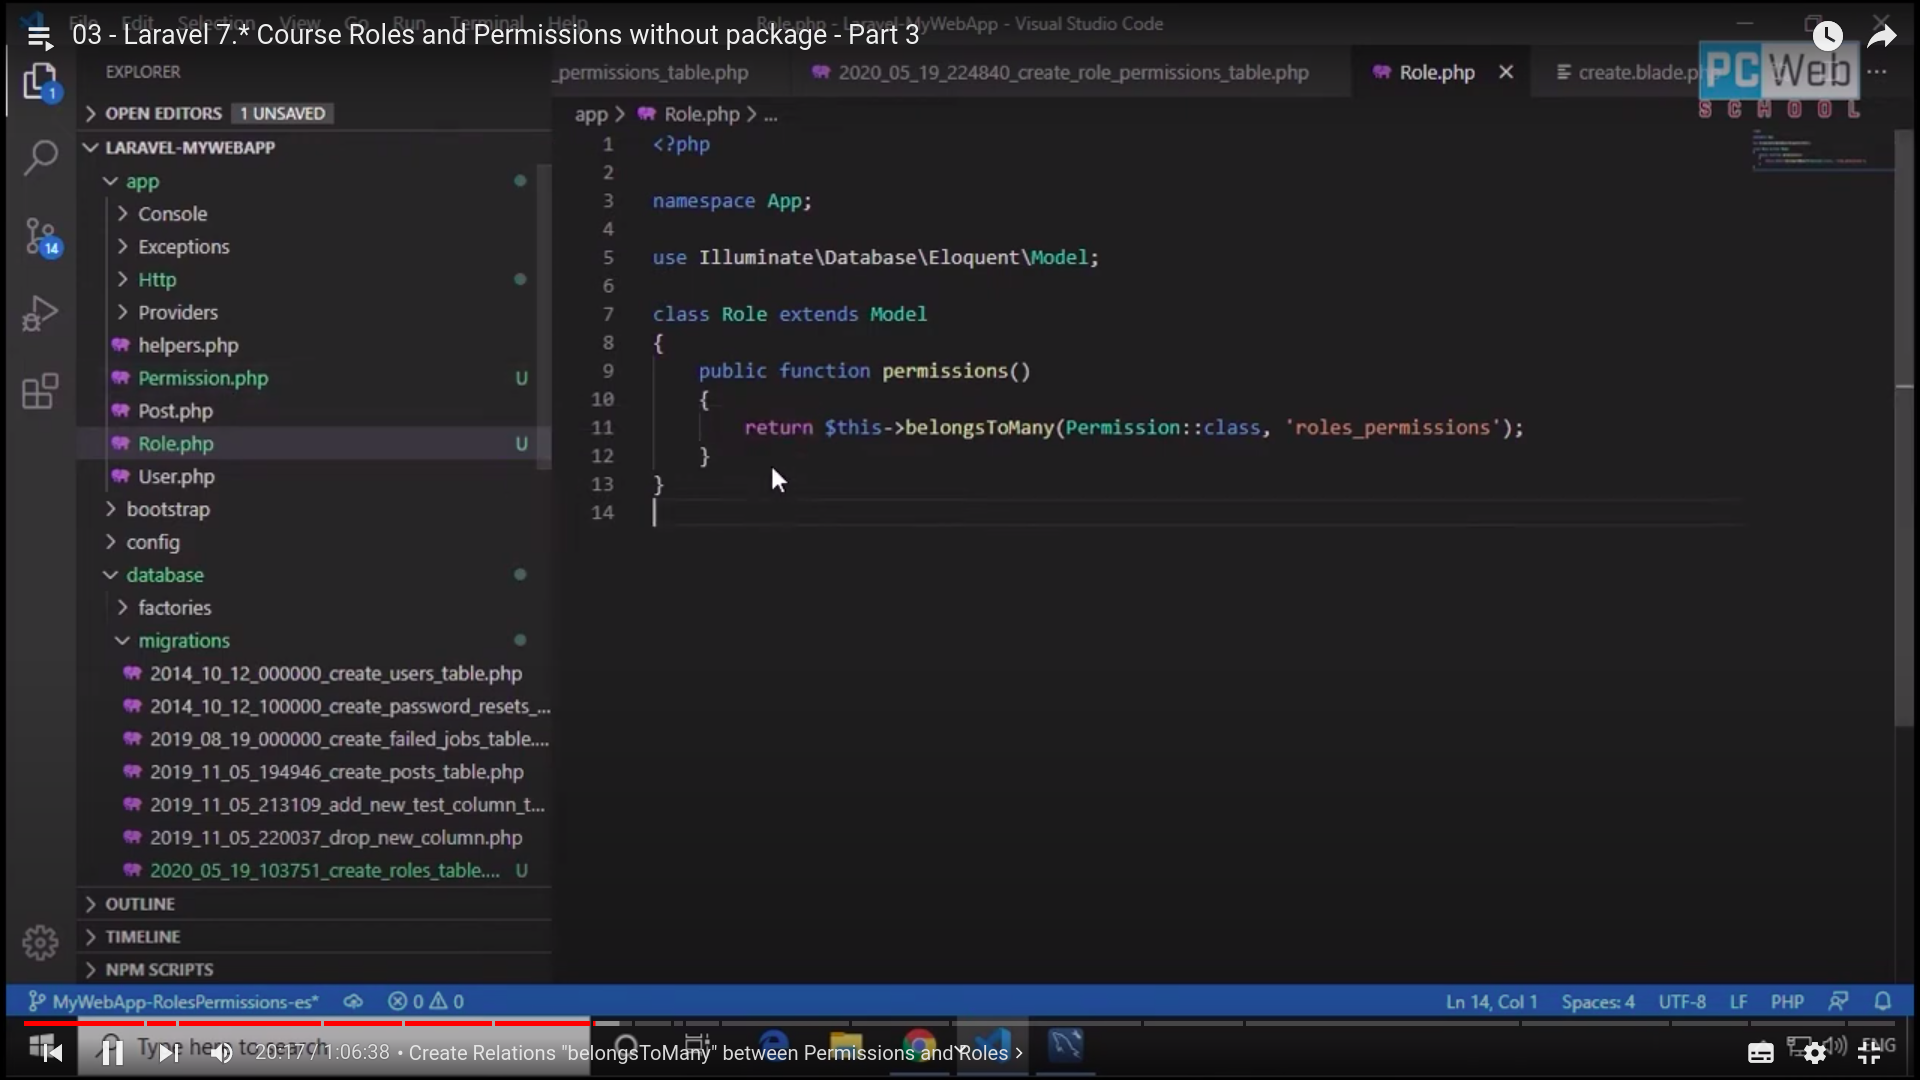 File Edit Selection View Go Run Terminal Help Role.php - Laravel-MyWebApp - Visual Studio Code
03 - Laravel 7.* Course Roles and Permissions without package - Part 3
EXPLORER
_permissions_table.php
2020_05_19_224840_create_role_permissions_table.php
Role.php
create.blade.php
PC Web
SCHOOL
1
OPEN EDITORS 1 UNSAVED
app > Role.php > ...
LARAVEL-MYWEBAPP
app
Console
Exceptions
14
Http
Providers
helpers.php
Permission.php U
Post.php
Role.php U
User.php
bootstrap
config
database
factories
migrations
2014_10_12_000000_create_users_table.php
2014_10_12_100000_create_password_resets_...
2019_08_19_000000_create_failed_jobs_table....
2019_11_05_194946_create_posts_table.php
2019_11_05_213109_add_new_test_column_t...
2019_11_05_220037_drop_new_column.php
2020_05_19_103751_create_roles_table.... U
OUTLINE
TIMELINE
NPM SCRIPTS
1 <?php
2
3 namespace App;
4
5 use Illuminate\Database\Eloquent\Model;
6
7 class Role extends Model
8 {
9 public function permissions()
10 {
11 return $this->belongsToMany(Permission::class, 'roles_permissions');
12 }
13 }
14
MyWebApp-RolesPermissions-es* 0 0
Ln 14, Col 1 Spaces: 4 UTF-8 LF PHP
Type here to search
20:17 / 1:06:38 • Create Relations "belongsToMany" between Permissions and Roles >
ENG